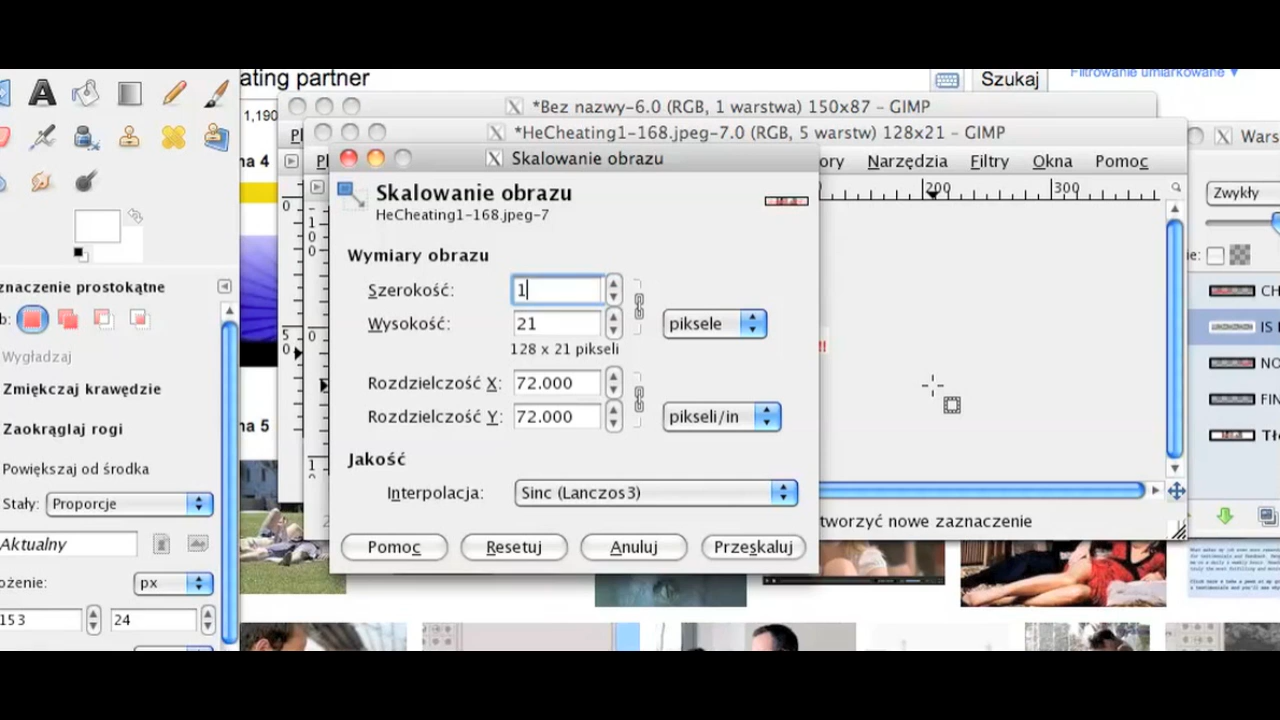 ating partner
Szukaj
Filtrowanie umiarkowane ▼
*Bez nazwy-6.0 (RGB, 1 warstwa) 150x87 – GIMP
1,190
*HeCheating1-168.jpeg-7.0 (RGB, 5 warstw) 128x21 – GIMP
Wars
na 4
Skalowanie obrazu
ory Narzędzia Filtry Okna Pomoc
200
300
Zwykły
Skalowanie obrazu
HeCheating1-168.jpeg-7
Wymiary obrazu
Szerokość: 1
Wysokość: 21
piksele
128 x 21 pikseli
Rozdzielczość X: 72.000
Rozdzielczość Y: 72.000
pikseli/in
Jakość
Interpolacja: Sinc (Lanczos3)
Pomoc Resetuj Anuluj Przeskaluj
!!
ie:
CH
IS
NO
FIN
Tł
tworzyć nowe zaznaczenie
znaczenie prostokątne
b:
Wygładzaj
Zmiękczaj krawędzie
Zaokrąglaj rogi
na 5
Powiększaj od środka
Stały: Proporcje
Aktualny
ożenie: px
153 24